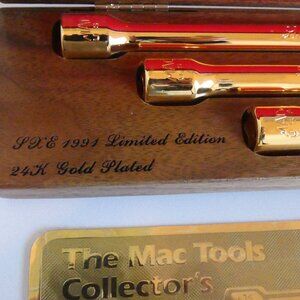 SXE 1991 Limited Edition
24K Gold Plated
The Mac Tools
Collector's